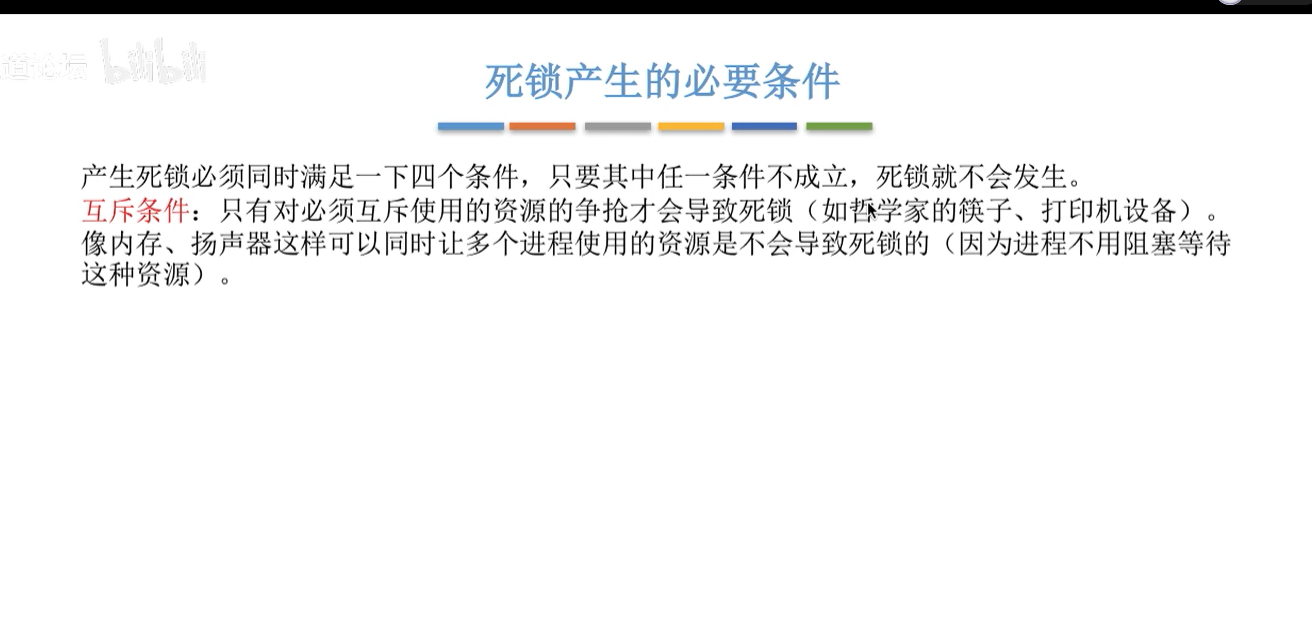 道论坛 bilibili
死锁产生的必要条件
产生死锁必须同时满足一下四个条件，只要其中任一条件不成立，死锁就不会发生。
互斥条件：只有对必须互斥使用的资源的争抢才会导致死锁（如哲学家的筷子、打印机设备）。
像内存、扬声器这样可以同时让多个进程使用的资源是不会导致死锁的（因为进程不用阻塞等待
这种资源）。